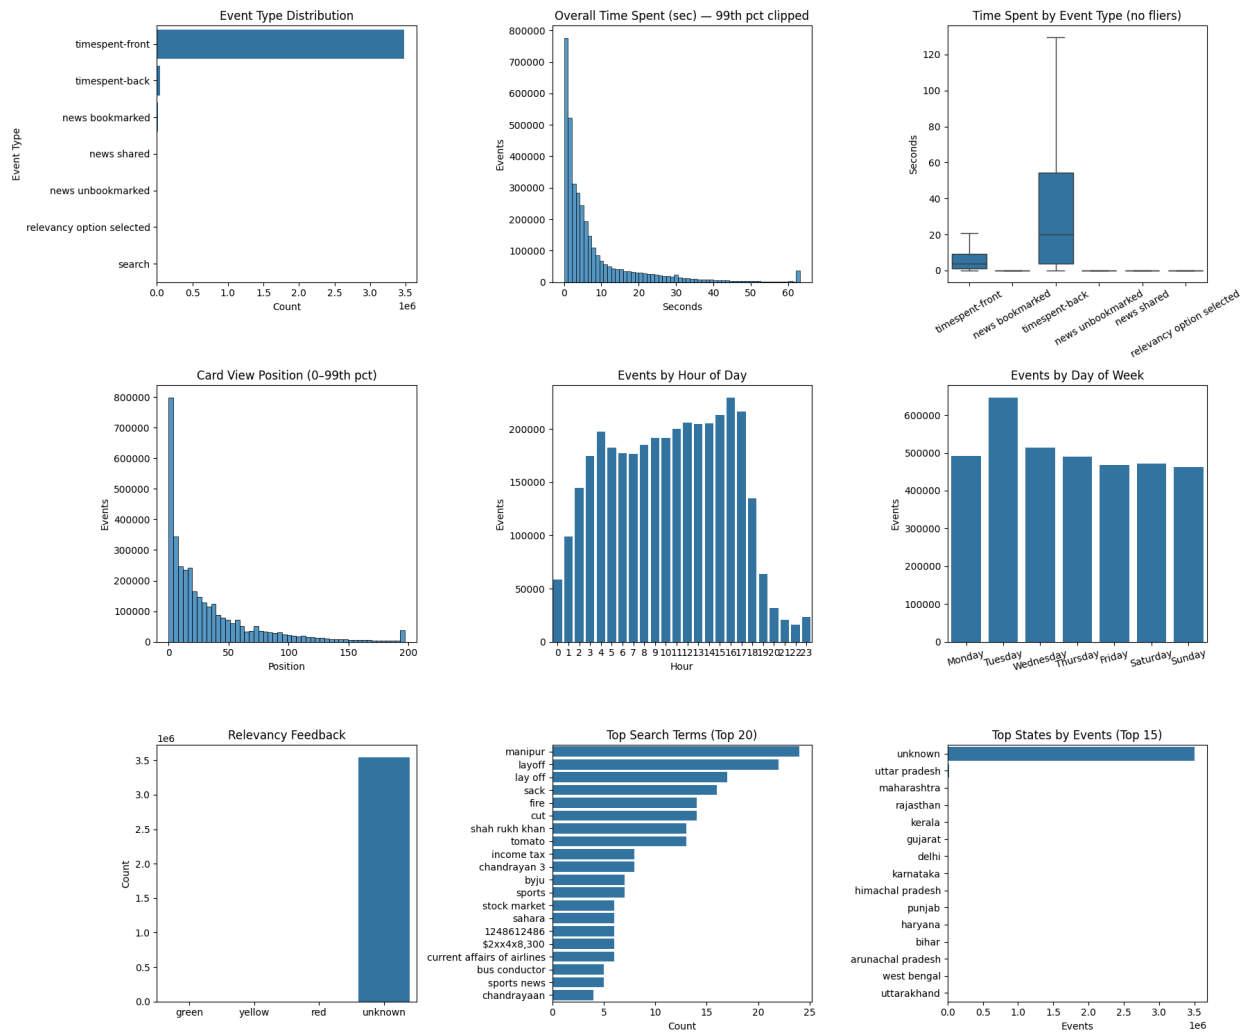 Event Type Distribution
Event Type
timespent-front
timespent-back
news bookmarked
news shared
news unbookmarked
relevancy option selected
search
0.0 0.5 1.0 1.5 2.0 2.5 3.0 3.5
1e6
Count
Overall Time Spent (sec) — 99th pct clipped
Events
800000
700000
600000
500000
400000
300000
200000
100000
0
0 10 20 30 40 50 60
Seconds
Time Spent by Event Type (no fliers)
Seconds
120
100
80
60
40
20
0
timespent-front
news bookmarked
timespent-back
news unbookmarked
news shared
relevancy option selected
Card View Position (0–99th pct)
Events
800000
700000
600000
500000
400000
300000
200000
100000
0
0 50 100 150 200
Position
Events by Hour of Day
Events
200000
150000
100000
50000
0
0 1 2 3 4 5 6 7 8 9 10 11 12 13 14 15 16 17 18 19 20 21 22 23
Hour
Events by Day of Week
Events
600000
500000
400000
300000
200000
100000
0
Monday
Tuesday
Wednesday
Thursday
Friday
Saturday
Sunday
Relevancy Feedback
1e6
Count
3.5
3.0
2.5
2.0
1.5
1.0
0.5
0.0
green yellow red unknown
Top Search Terms (Top 20)
manipur
layoff
lay off
sack
fire
cut
shah rukh khan
tomato
income tax
chandrayan 3
byju
sports
stock market
sahara
1248612486
$2xx4x8,300
current affairs of airlines
bus conductor
sports news
chandrayaan
0 5 10 15 20 25
Count
Top States by Events (Top 15)
unknown
uttar pradesh
maharashtra
rajasthan
kerala
gujarat
delhi
karnataka
himachal pradesh
punjab
haryana
bihar
arunachal pradesh
west bengal
uttarakhand
0.0 0.5 1.0 1.5 2.0 2.5 3.0 3.5
1e6
Events